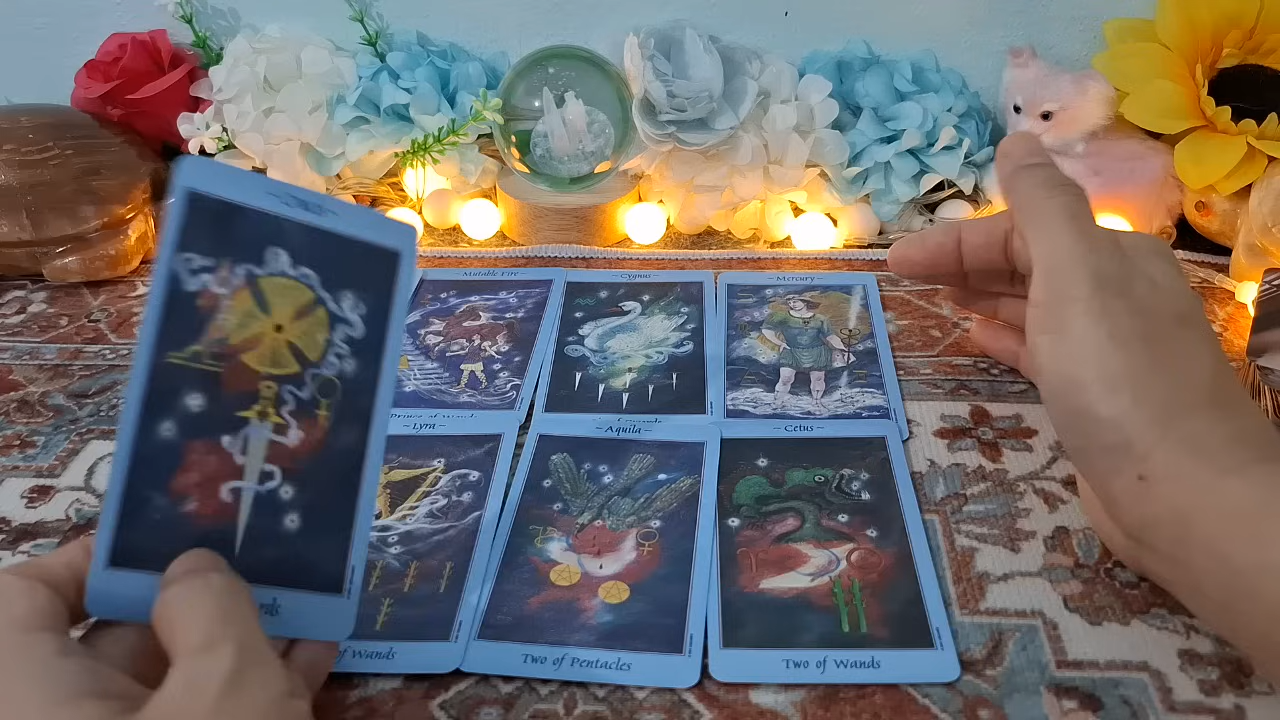 ~Mutable Fire~
~Cygnus~
~Mercury~
Prince of Wands
~Lyra~
~Aquila~
~Cetus~
of Wands
Two of Pentacles
Two of Wands